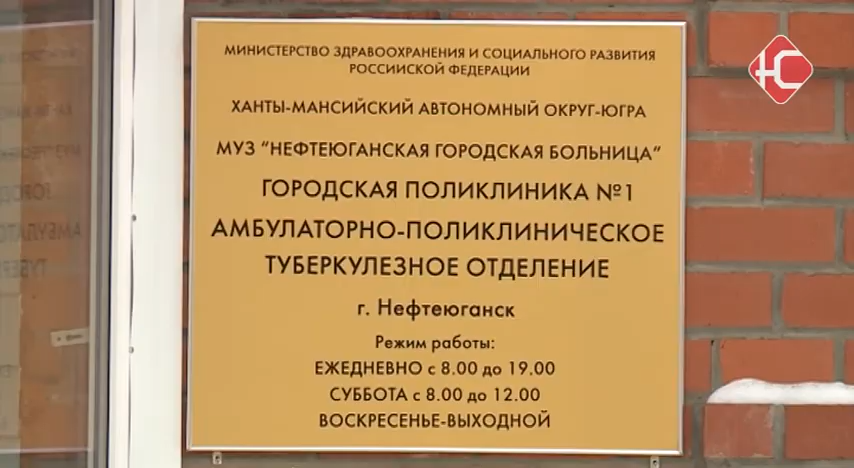 МИНИСТЕРСТВО ЗДРАВООХРАНЕНИЯ И СОЦИАЛЬНОГО РАЗВИТИЯ
РОССИЙСКОЙ ФЕДЕРАЦИИ
ХАНТЫ-МАНСИЙСКИЙ АВТОНОМНЫЙ ОКРУГ-ЮГРА
МУЗ "НЕФТЕЮГАНСКАЯ ГОРОДСКАЯ БОЛЬНИЦА"
ГОРОДСКАЯ ПОЛИКЛИНИКА №1
АМБУЛАТОРНО-ПОЛИКЛИНИЧЕСКОЕ
ТУБЕРКУЛЕЗНОЕ ОТДЕЛЕНИЕ
г. Нефтеюганск
Режим работы:
ЕЖЕДНЕВНО с 8.00 до 19.00
СУББОТА с 8.00 до 12.00
ВОСКРЕСЕНЬЕ-ВЫХОДНОЙ